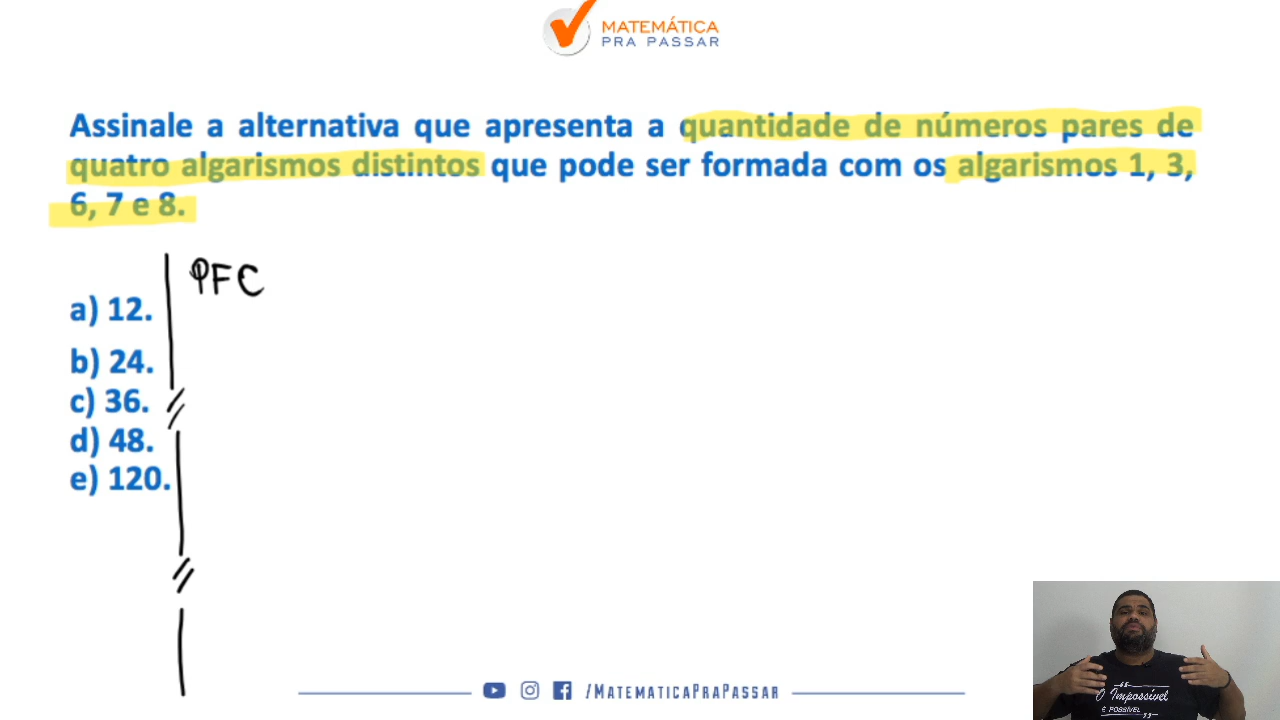 MATEMÁTICA
PRA PASSAR
Assinale a alternativa que apresenta a quantidade de números pares de
quatro algarismos distintos que pode ser formada com os algarismos 1, 3,
6, 7 e 8.
PFC
a) 12.
b) 24.
c) 36.
d) 48.
e) 120.
/MATEMATICAPRAPASSAR
“
O Impossível
É POSSÍVEL
”